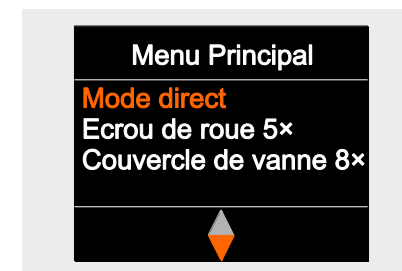 Menu Principal
Mode direct
Ecrou de roue 5×
Couvercle de vanne 8×